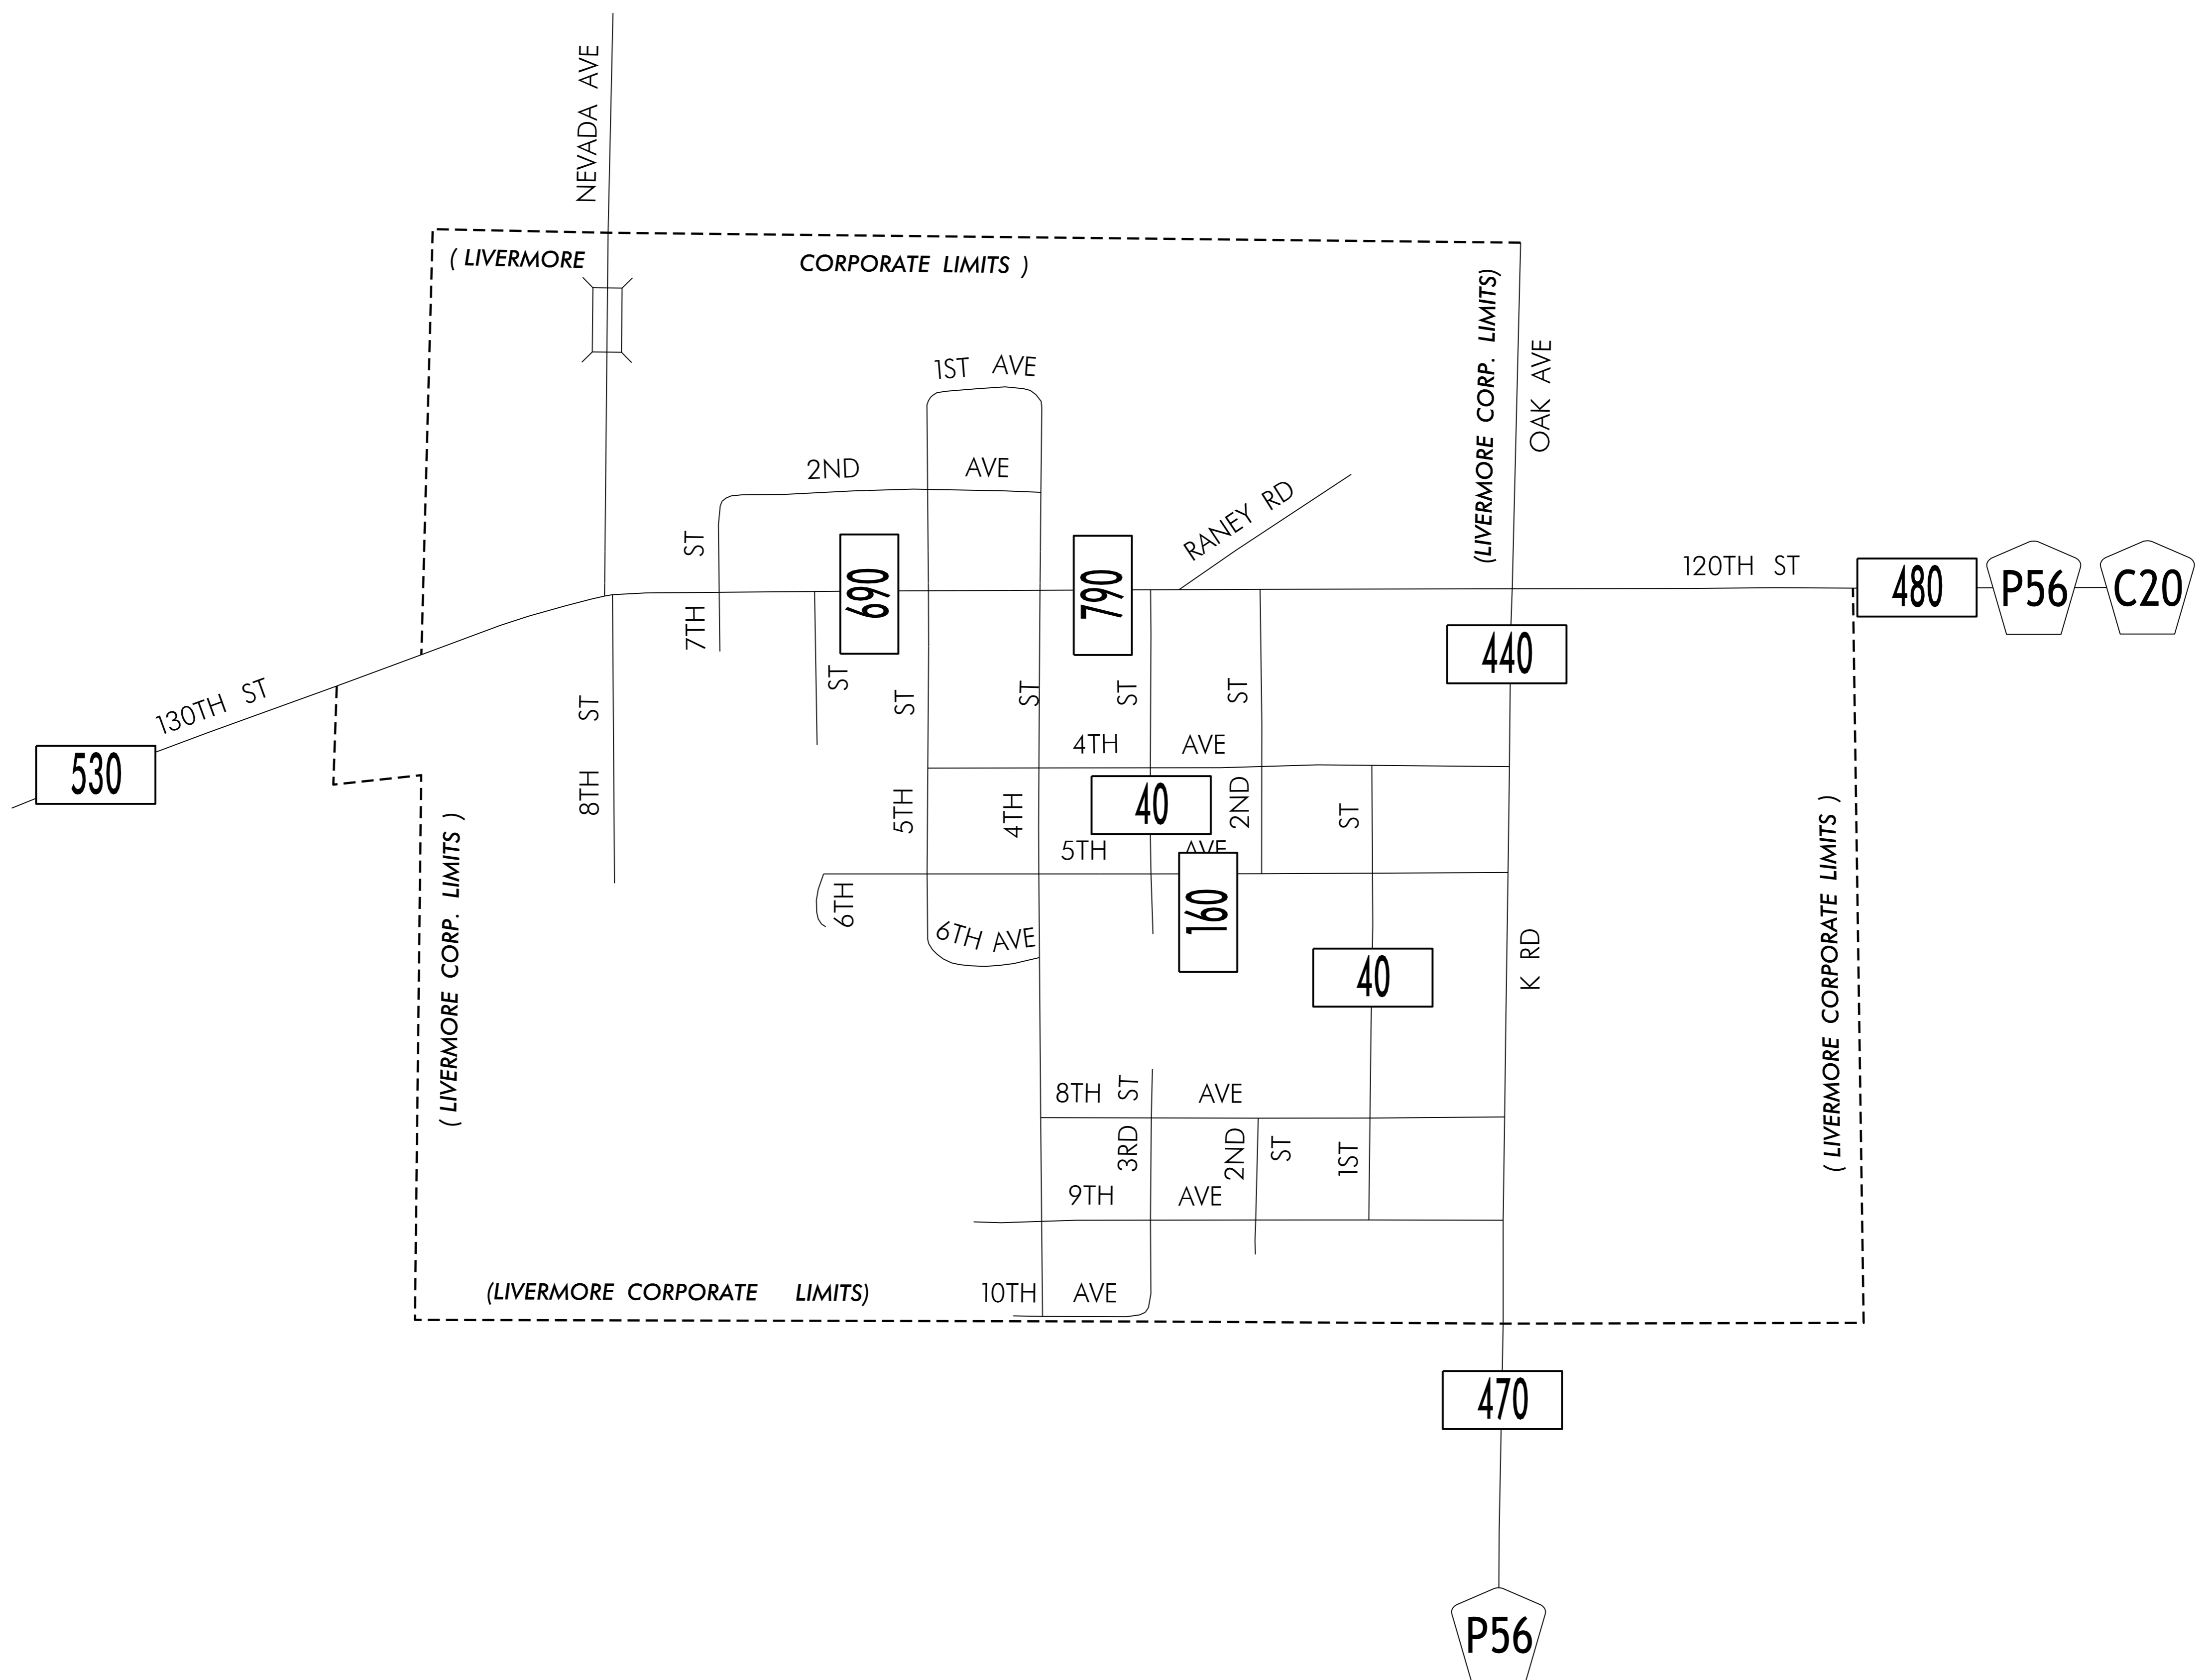 NEVADA AVE
( LIVERMORE CORPORATE LIMITS )
(LIVERMORE CORP. LIMITS)
OAK AVE
1ST AVE
2ND AVE
RANEY RD
7TH ST
690
790
120TH ST
480
P56
C20
440
130TH ST
530
8TH ST
ST
5TH ST
4TH ST
ST
2ND ST
4TH AVE
40
ST
5TH AVE
160
6TH
6TH AVE
40
K RD
( LIVERMORE CORP. LIMITS )
( LIVERMORE CORPORATE LIMITS )
8TH AVE
3RD ST
2ND ST
1ST
9TH AVE
10TH AVE
(LIVERMORE CORPORATE LIMITS)
470
P56